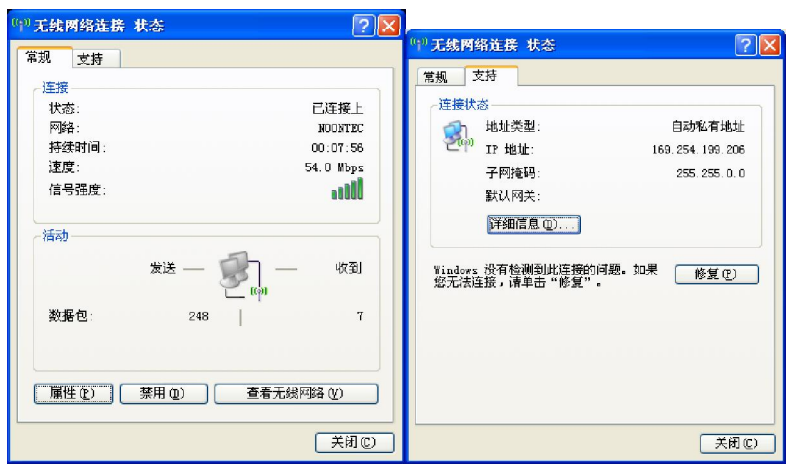 无线网络连接 状态
常规
支持
连接
状态: 已连接上
网络: NOONTEC
持续时间: 00:07:56
速度: 54.0 Mbps
信号强度:
活动
发送 — — 收到
数据包: 248 | 7
属性(P) 禁用(D) 查看无线网络(V)
关闭(C)
无线网络连接 状态
常规
支持
连接状态
地址类型: 自动私有地址
IP 地址: 169.254.199.206
子网掩码: 255.255.0.0
默认网关:
详细信息(D)...
Windows 没有检测到此连接的问题。如果
您无法连接,请单击“修复”。
修复(P)
关闭(C)